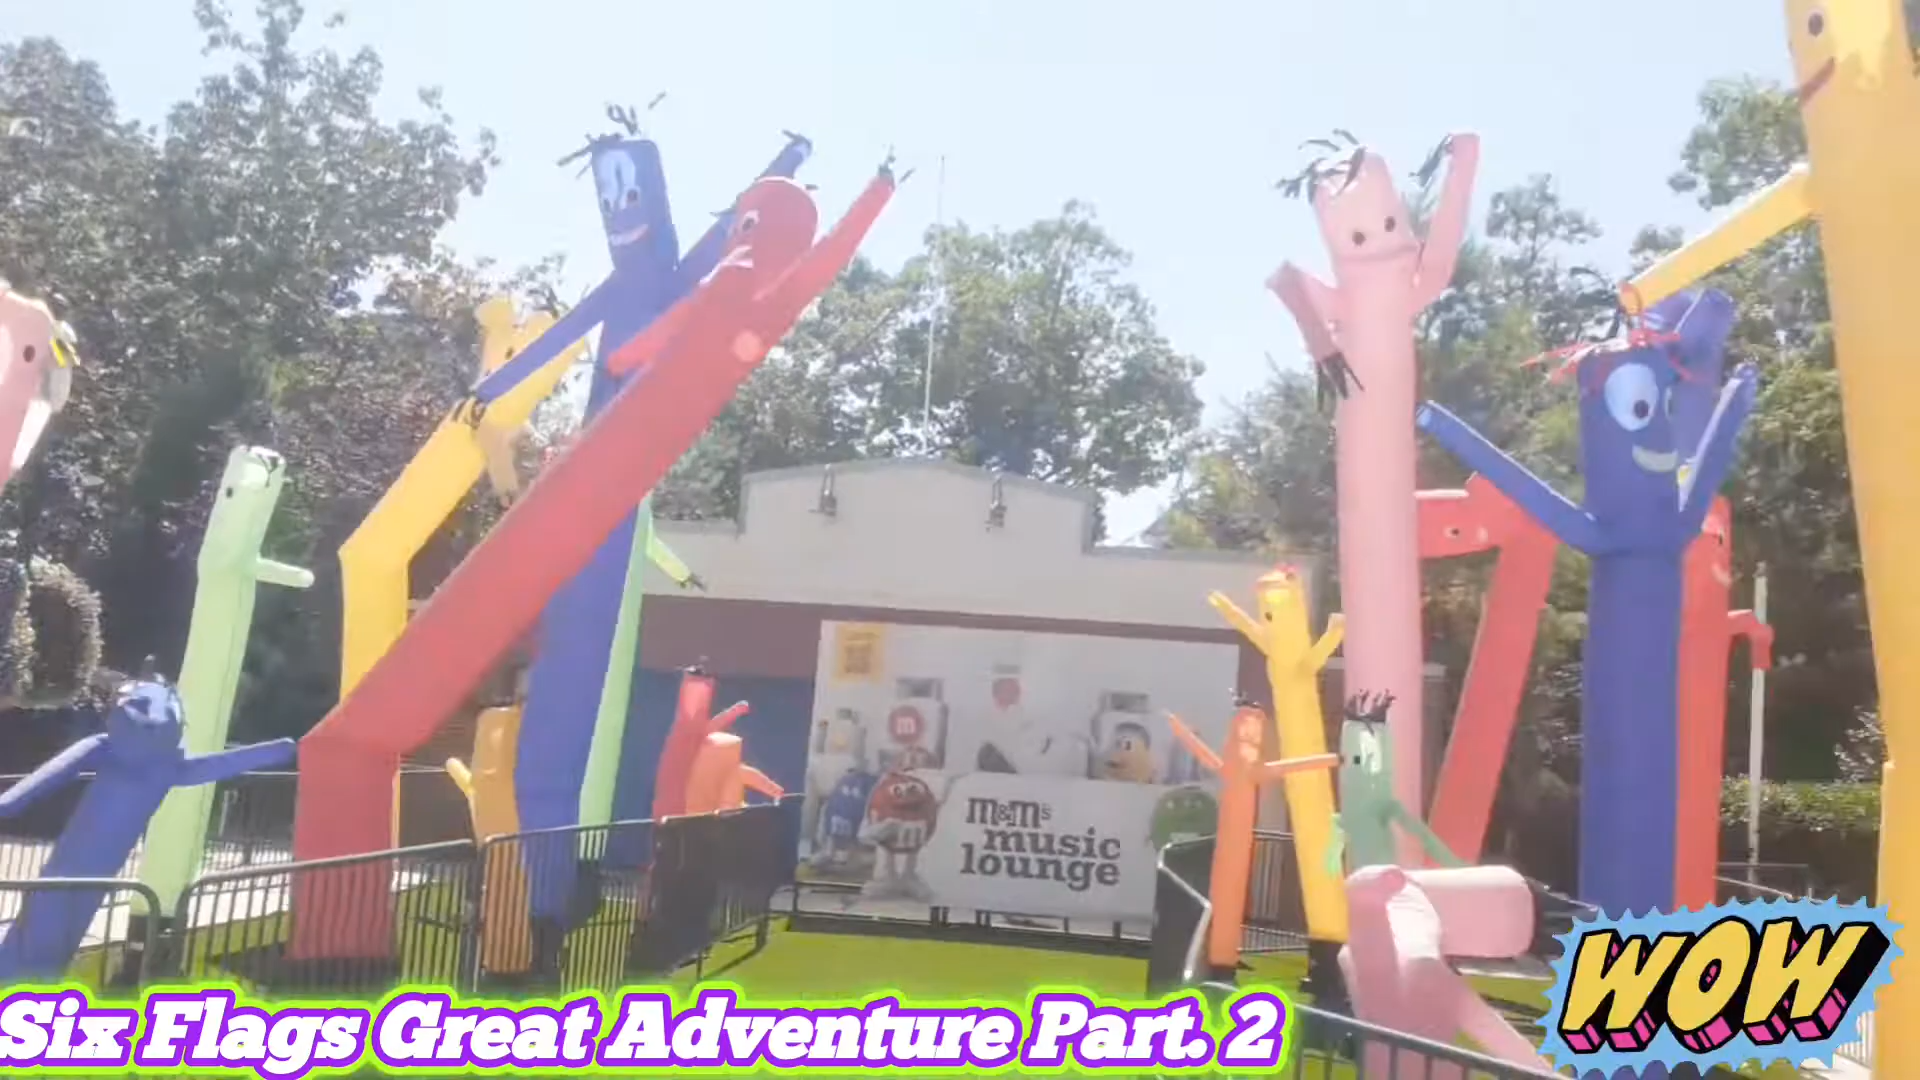 M&M's
music
lounge
m
m
Six Flags Great Adventure Part. 2
WOW